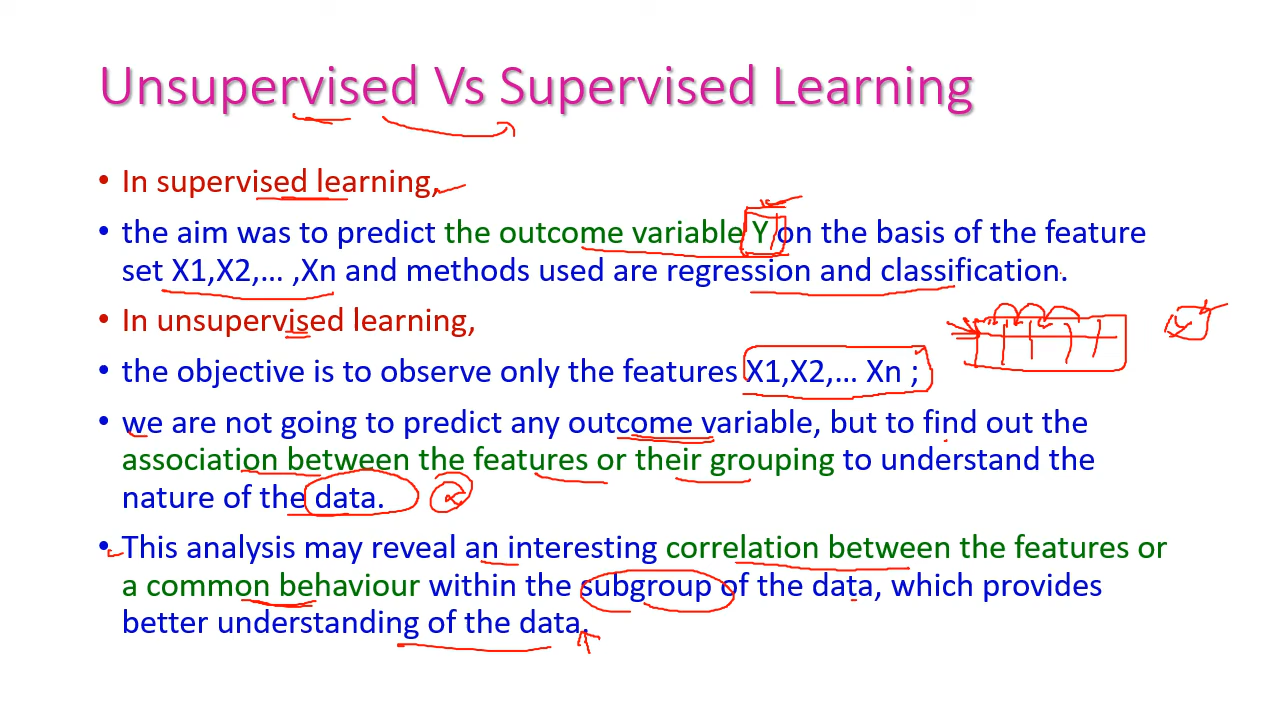 Unsupervised Vs Supervised Learning
• In supervised learning,
• the aim was to predict the outcome variable Y on the basis of the feature
set X1,X2,… ,Xn and methods used are regression and classification.
• In unsupervised learning,
• the objective is to observe only the features X1,X2,… Xn ;
• we are not going to predict any outcome variable, but to find out the
association between the features or their grouping to understand the
nature of the data.
• This analysis may reveal an interesting correlation between the features or
a common behaviour within the subgroup of the data, which provides
better understanding of the data.